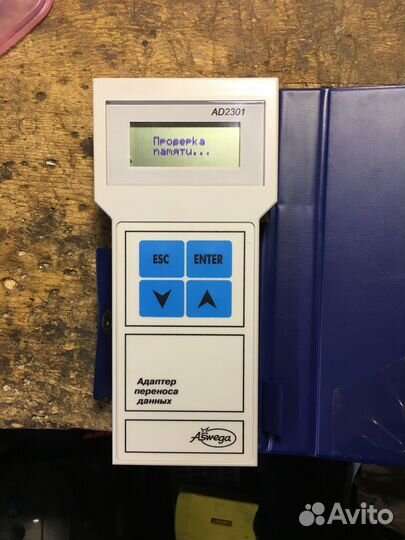 AD2301
Проверка
памяти...
ESC ENTER
Адаптер
переноса
данных
Aswega
Avito